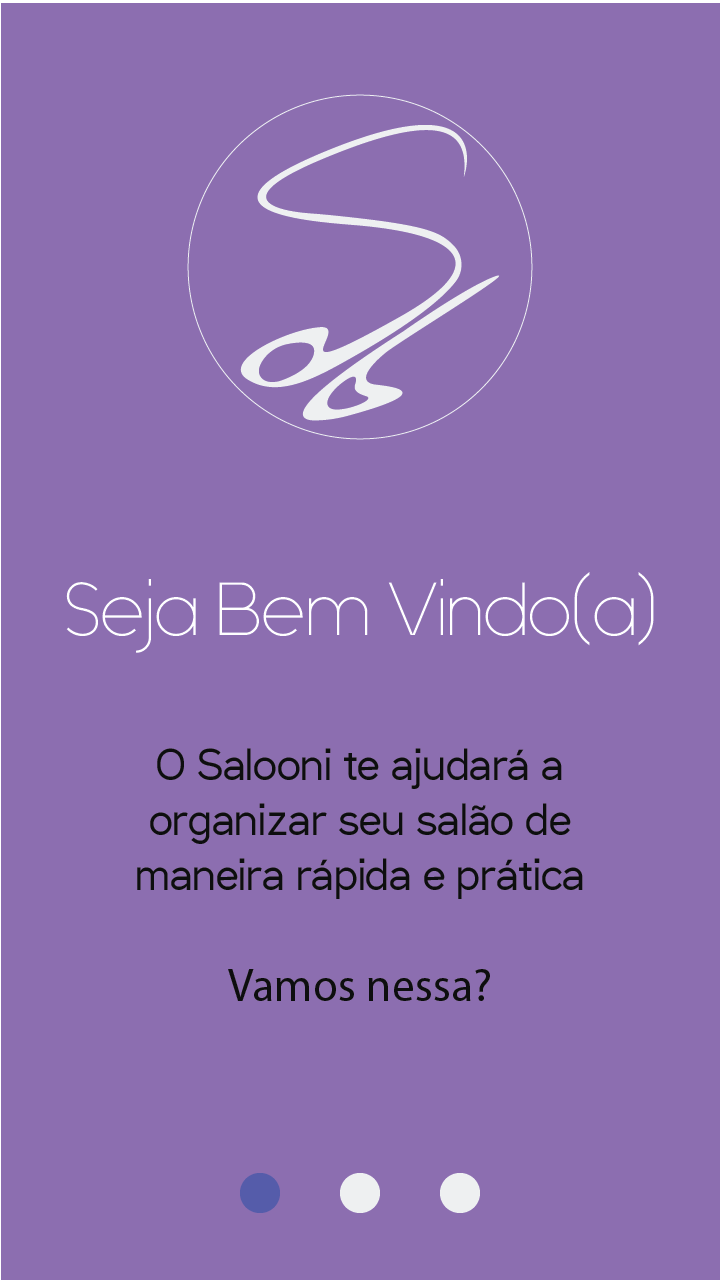 Seja Bem Vindo(a)
O Salooni te ajudará a
organizar seu salão de
maneira rápida e prática
Vamos nessa?